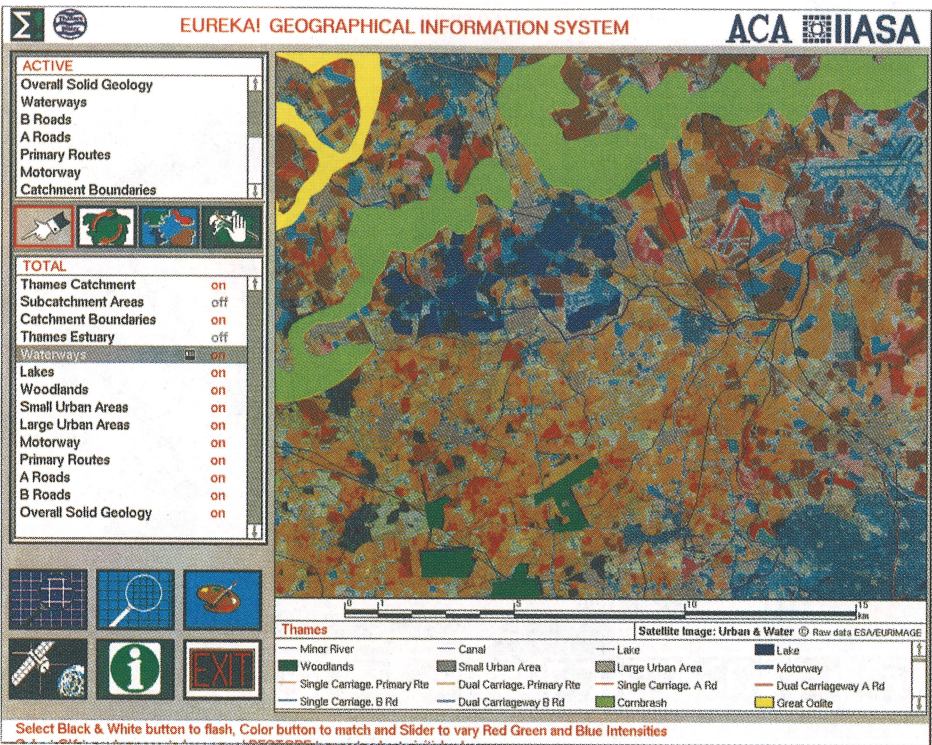 Σ Thames Water EUREKA! GEOGRAPHICAL INFORMATION SYSTEM ACA IIASA
ACTIVE
Overall Solid Geology
Waterways
B Roads
A Roads
Primary Routes
Motorway
Catchment Boundaries
TOTAL
Thames Catchment on
Subcatchment Areas off
Catchment Boundaries on
Thames Estuary off
Waterways on
Lakes on
Woodlands on
Small Urban Areas on
Large Urban Areas on
Motorway on
Primary Routes on
A Roads on
B Roads on
Overall Solid Geology on
i EXIT
0 1 5 10 15
km
Thames Satellite Image: Urban & Water © Raw data ESA/EURIMAGE
Minor River Canal Lake Lake
Woodlands Small Urban Area Large Urban Area Motorway
Single Carriage. Primary Rte Dual Carriage. Primary Rte Single Carriage. A Rd Dual Carriageway A Rd
Single Carriage. B Rd Dual Carriageway B Rd Cornbrash Great Oolite
Select Black & White button to flash, Color button to match and Slider to vary Red Green and Blue Intensities